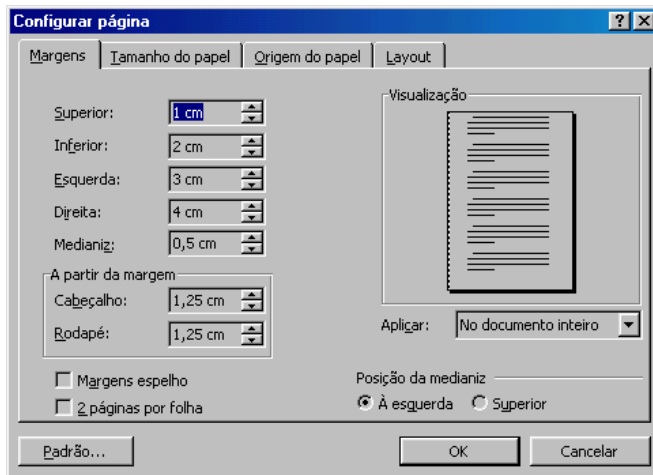 Configurar página
Margens Tamanho do papel Origem do papel Layout
Superior: 1 cm
Inferior: 2 cm
Esquerda: 3 cm
Direita: 4 cm
Medianiz: 0,5 cm
A partir da margem
Cabeçalho: 1,25 cm
Rodapé: 1,25 cm
Margens espelho
2 páginas por folha
Visualização
Aplicar: No documento inteiro
Posição da medianiz
À esquerda Superior
Padrão... OK Cancelar